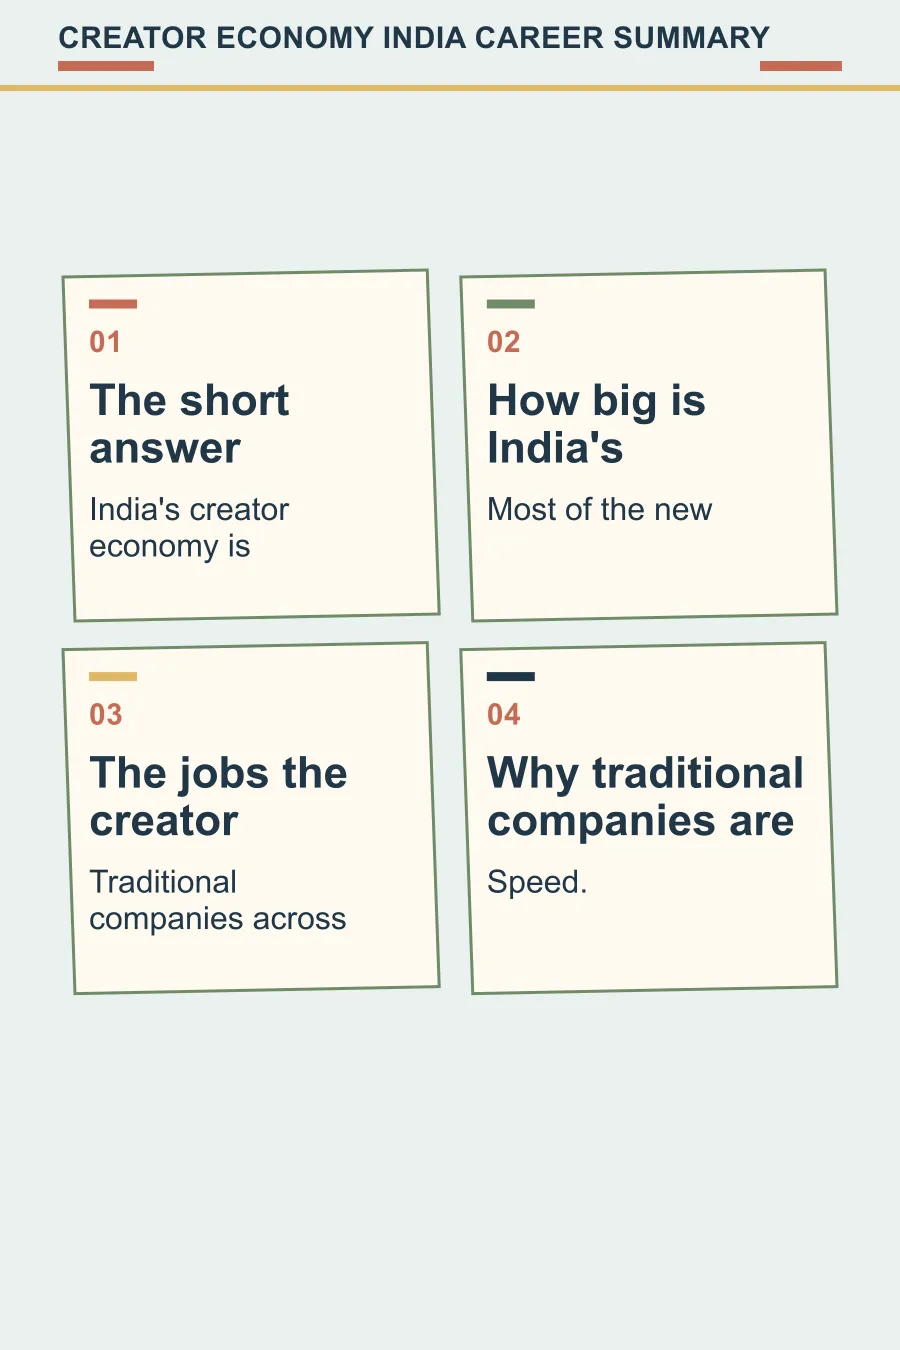 CREATOR ECONOMY INDIA CAREER SUMMARY
01
The short
answer
India's creator
economy is
02
How big is
India's
Most of the new
03
The jobs the
creator
Traditional
companies across
04
Why traditional
companies are
Speed.